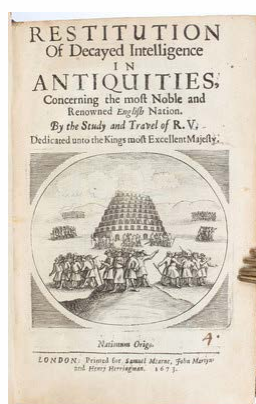 RESTITUTION
Of Decayed Intelligence
IN
ANTIQUITIES,
Concerning the moſt Noble and
Renowned Engliſh Nation.
By the Study and Travel of R. V.
Dedicated unto the Kings moſt Excellent Majeſty.
Nationum Origo.
LONDON: Printed for Samuel Mearne, John Martyn
and Henry Herringman. 1673.